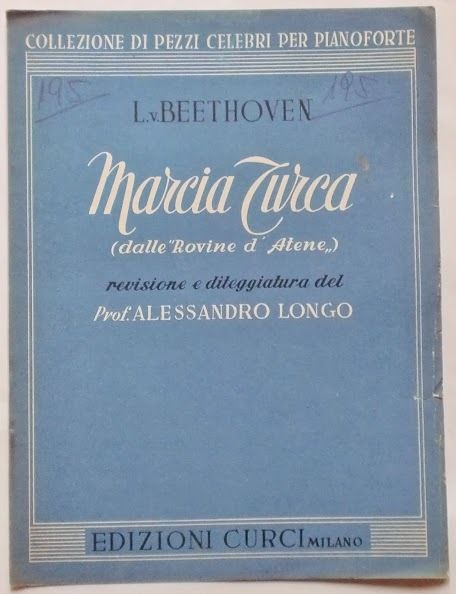 COLLEZIONE DI PEZZI CELEBRI PER PIANOFORTE
195 195
L.v.BEETHOVEN
Marcia Turca
(dalle "Rovine d'Atene„)
revisione e diteggiatura del
Prof. ALESSANDRO LONGO
EDIZIONI CURCI MILANO